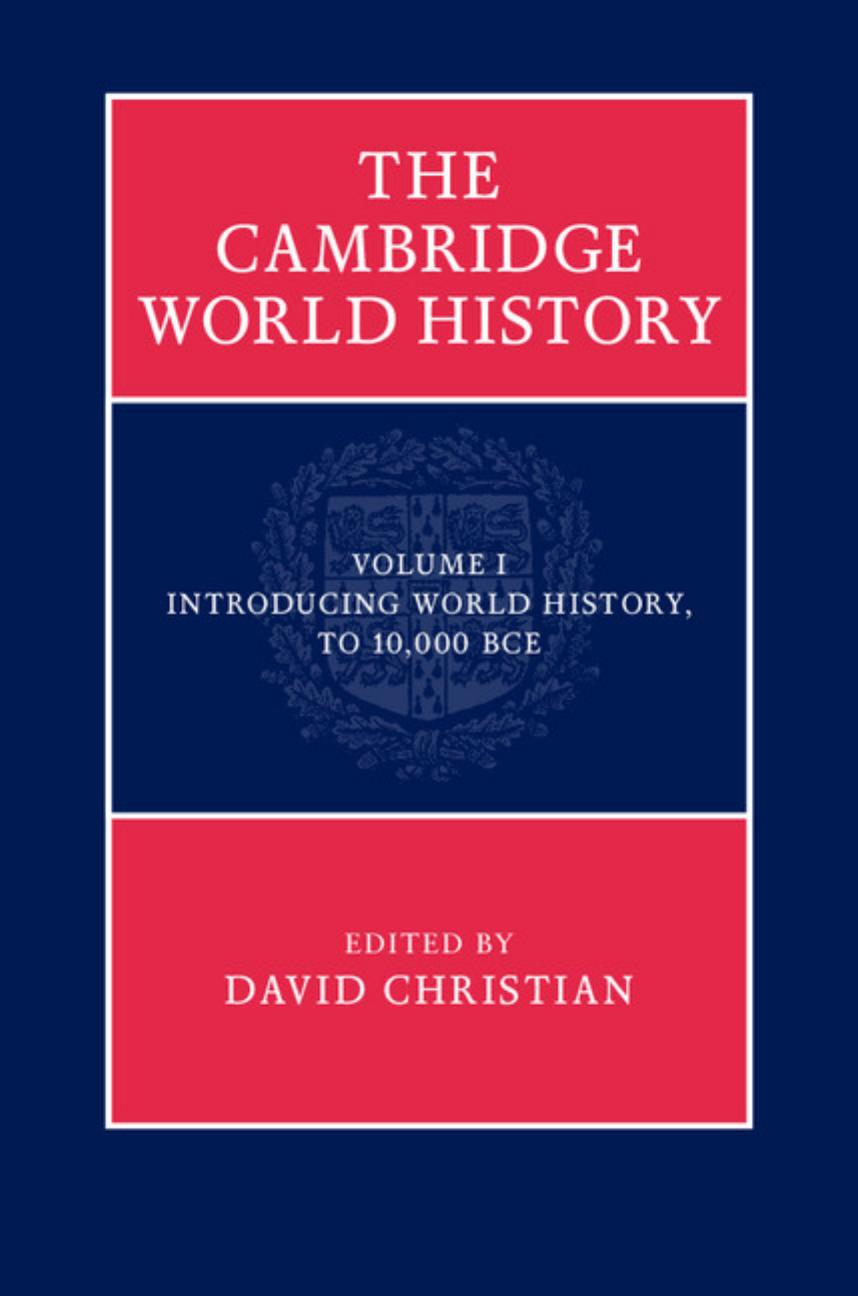 THE
CAMBRIDGE
WORLD HISTORY
VOLUME I
INTRODUCING WORLD HISTORY,
TO 10,000 BCE
EDITED BY
DAVID CHRISTIAN